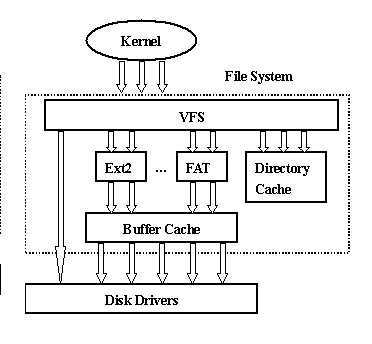 Kernel
File System
VFS
Ext2 ... FAT
Directory
Cache
Buffer Cache
Disk Drivers